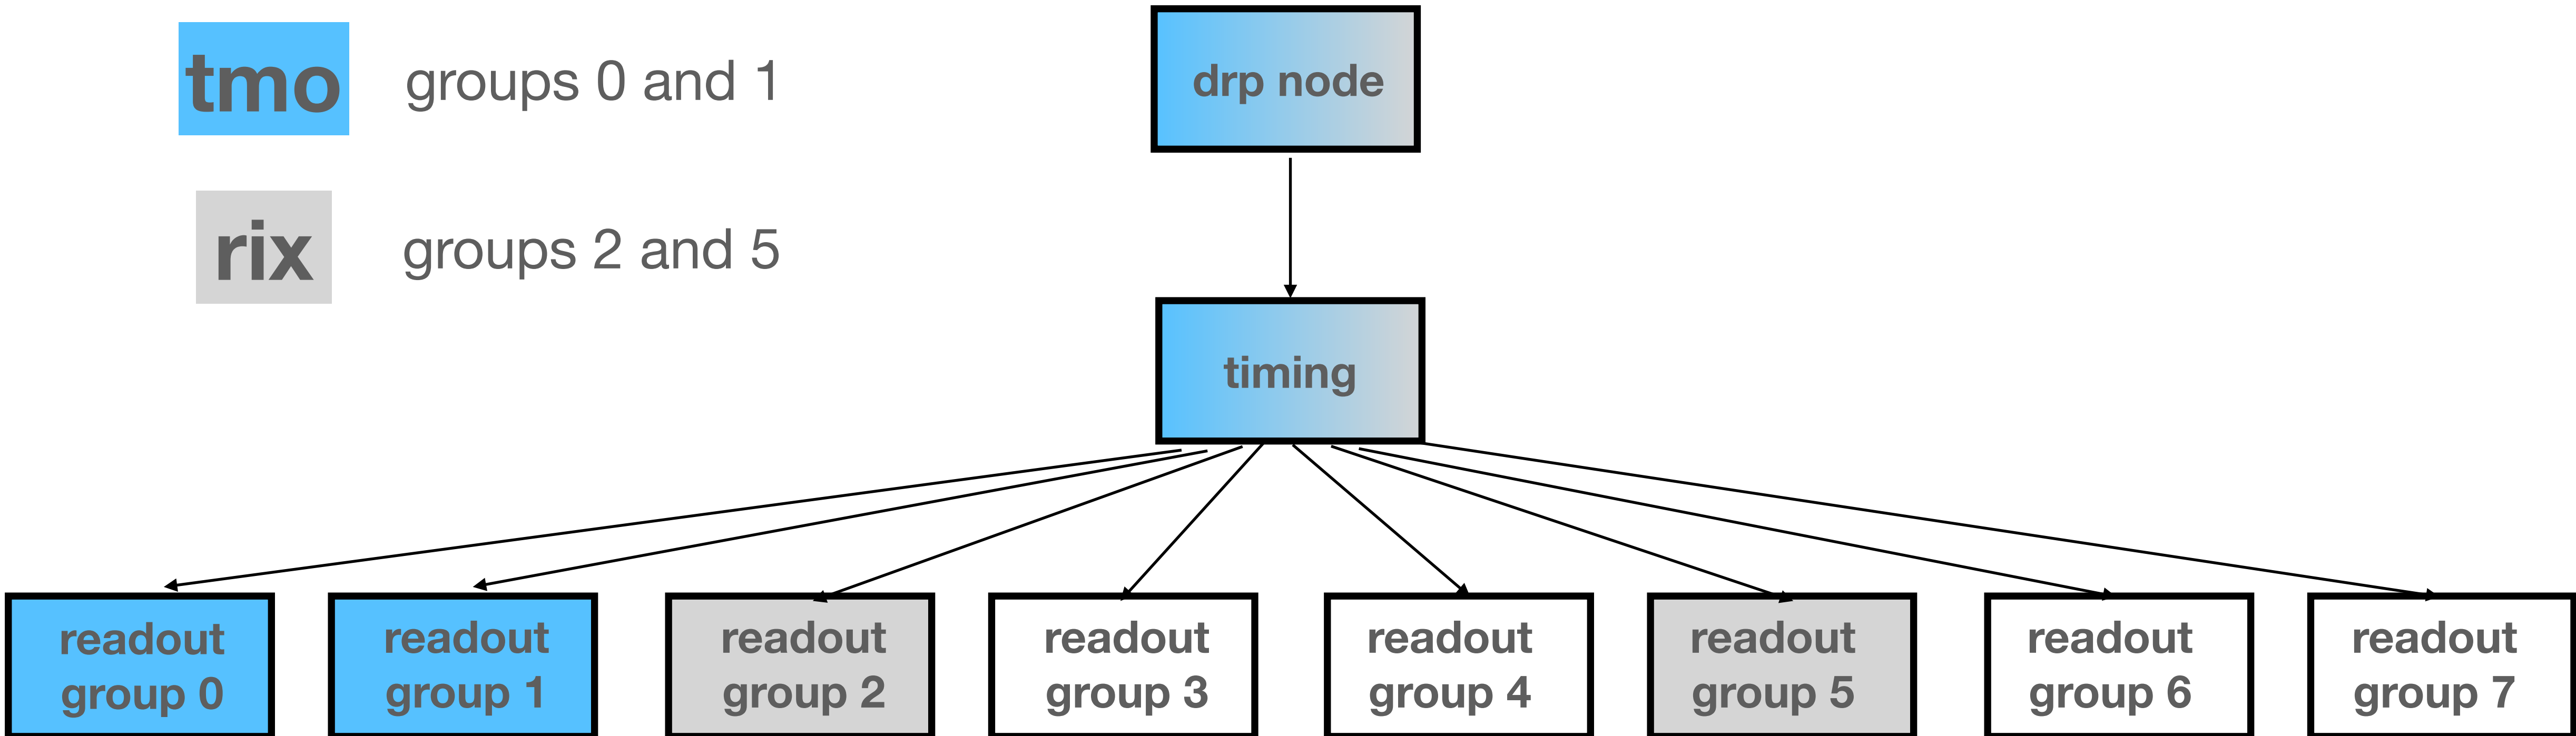 tmo groups 0 and 1
rix groups 2 and 5
drp node
timing
readout
group 0
readout
group 1
readout
group 2
readout
group 3
readout
group 4
readout
group 5
readout
group 6
readout
group 7